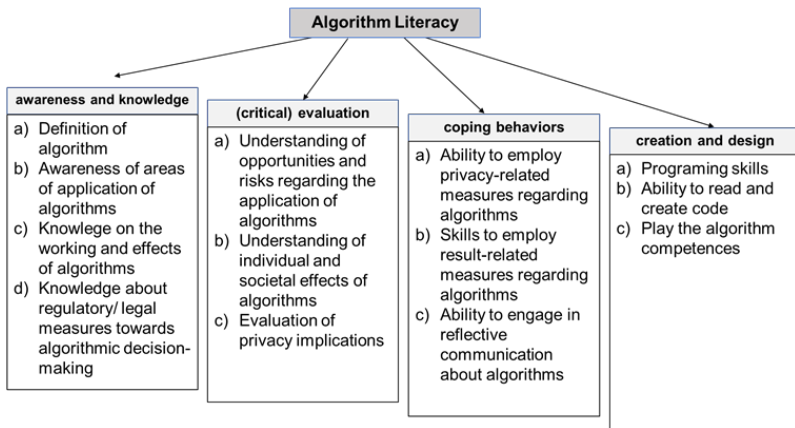 Algorithm Literacy
awareness and knowledge
a) Definition of
algorithm
b) Awareness of areas
of application of
algorithms
c) Knowlege on the
working and effects
of algorithms
d) Knowledge about
regulatory/ legal
measures towards
algorithmic decision-
making
(critical) evaluation
a) Understanding of
opportunities and
risks regarding the
application of
algorithms
b) Understanding of
individual and
societal effects of
algorithms
c) Evaluation of
privacy implications
coping behaviors
a) Ability to employ
privacy-related
measures regarding
algorithms
b) Skills to employ
result-related
measures regarding
algorithms
c) Ability to engage in
reflective
communication
about algorithms
creation and design
a) Programing skills
b) Ability to read and
create code
c) Play the algorithm
competences